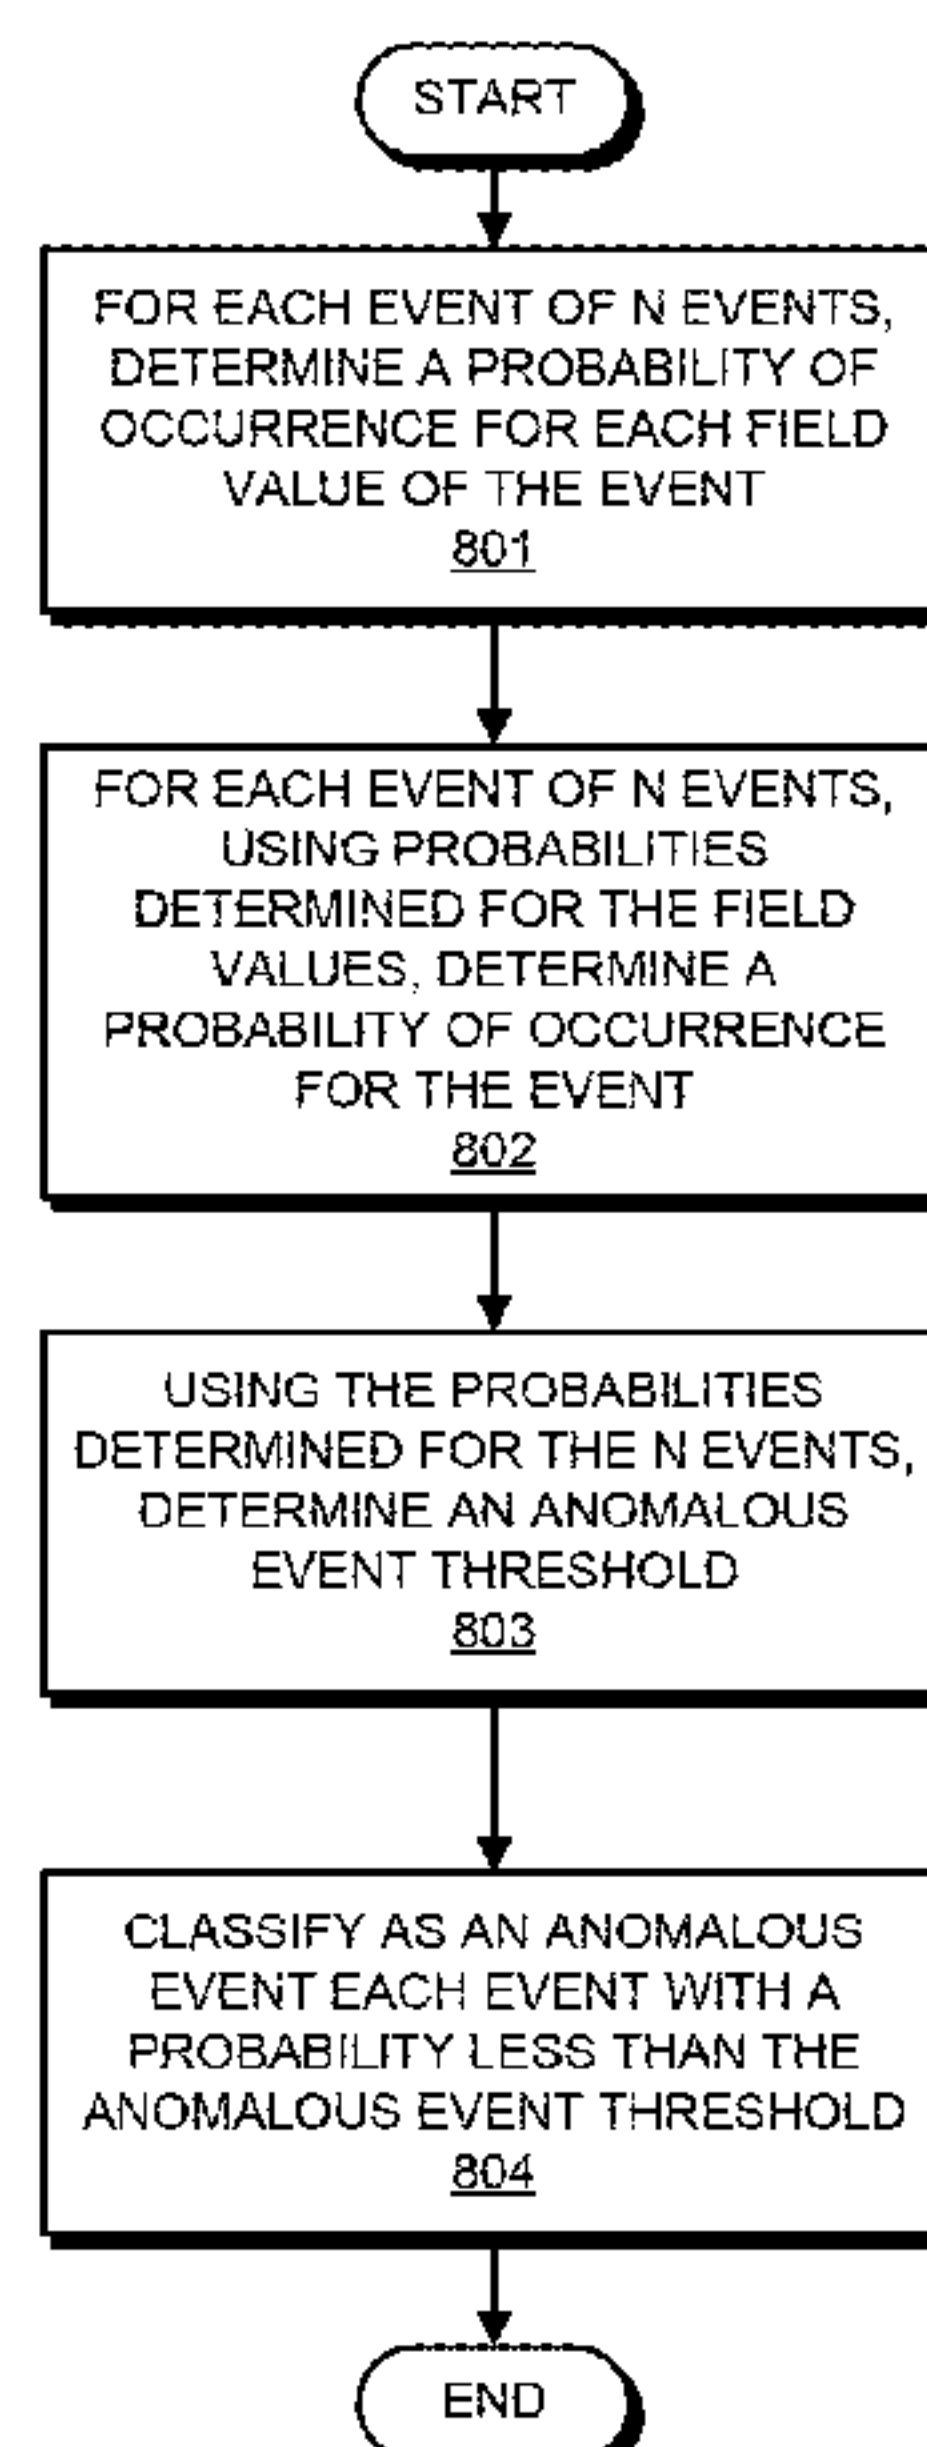 START
FOR EACH EVENT OF N EVENTS,
DETERMINE A PROBABILITY OF
OCCURRENCE FOR EACH FIELD
VALUE OF THE EVENT
801
FOR EACH EVENT OF N EVENTS,
USING PROBABILITIES
DETERMINED FOR THE FIELD
VALUES, DETERMINE A
PROBABILITY OF OCCURRENCE
FOR THE EVENT
802
USING THE PROBABILITIES
DETERMINED FOR THE N EVENTS,
DETERMINE AN ANOMALOUS
EVENT THRESHOLD
803
CLASSIFY AS AN ANOMALOUS
EVENT EACH EVENT WITH A
PROBABILITY LESS THAN THE
ANOMALOUS EVENT THRESHOLD
804
END